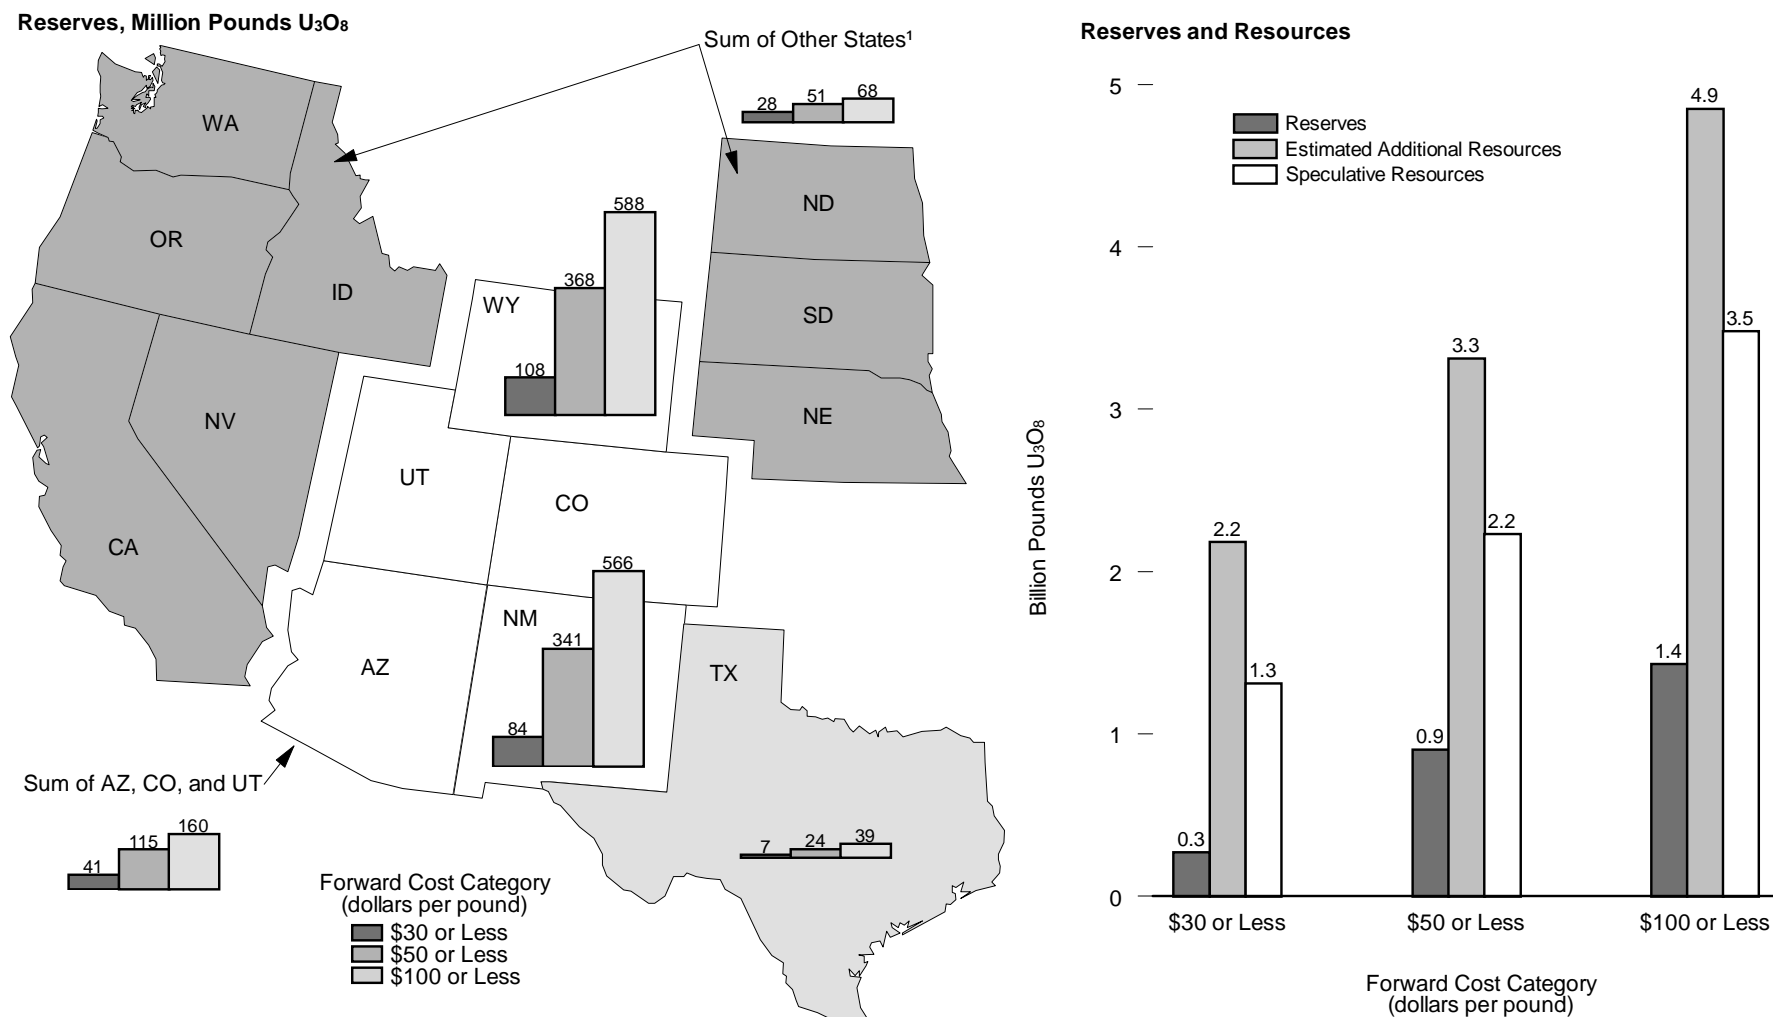 Reserves, Million Pounds U₃O₈
Sum of Other States¹
28 51 68
WA
OR
ID
NV
CA
ND
SD
NE
WY
108 368 588
UT
CO
AZ
NM
84 341 566
TX
7 24 39
Sum of AZ, CO, and UT
41 115 160
Forward Cost Category
(dollars per pound)
$30 or Less
$50 or Less
$100 or Less
Reserves and Resources
Reserves
Estimated Additional Resources
Speculative Resources
Billion Pounds U₃O₈
5
4
3
2
1
0
0.3 2.2 1.3
0.9 3.3 2.2
1.4 4.9 3.5
$30 or Less $50 or Less $100 or Less
Forward Cost Category
(dollars per pound)